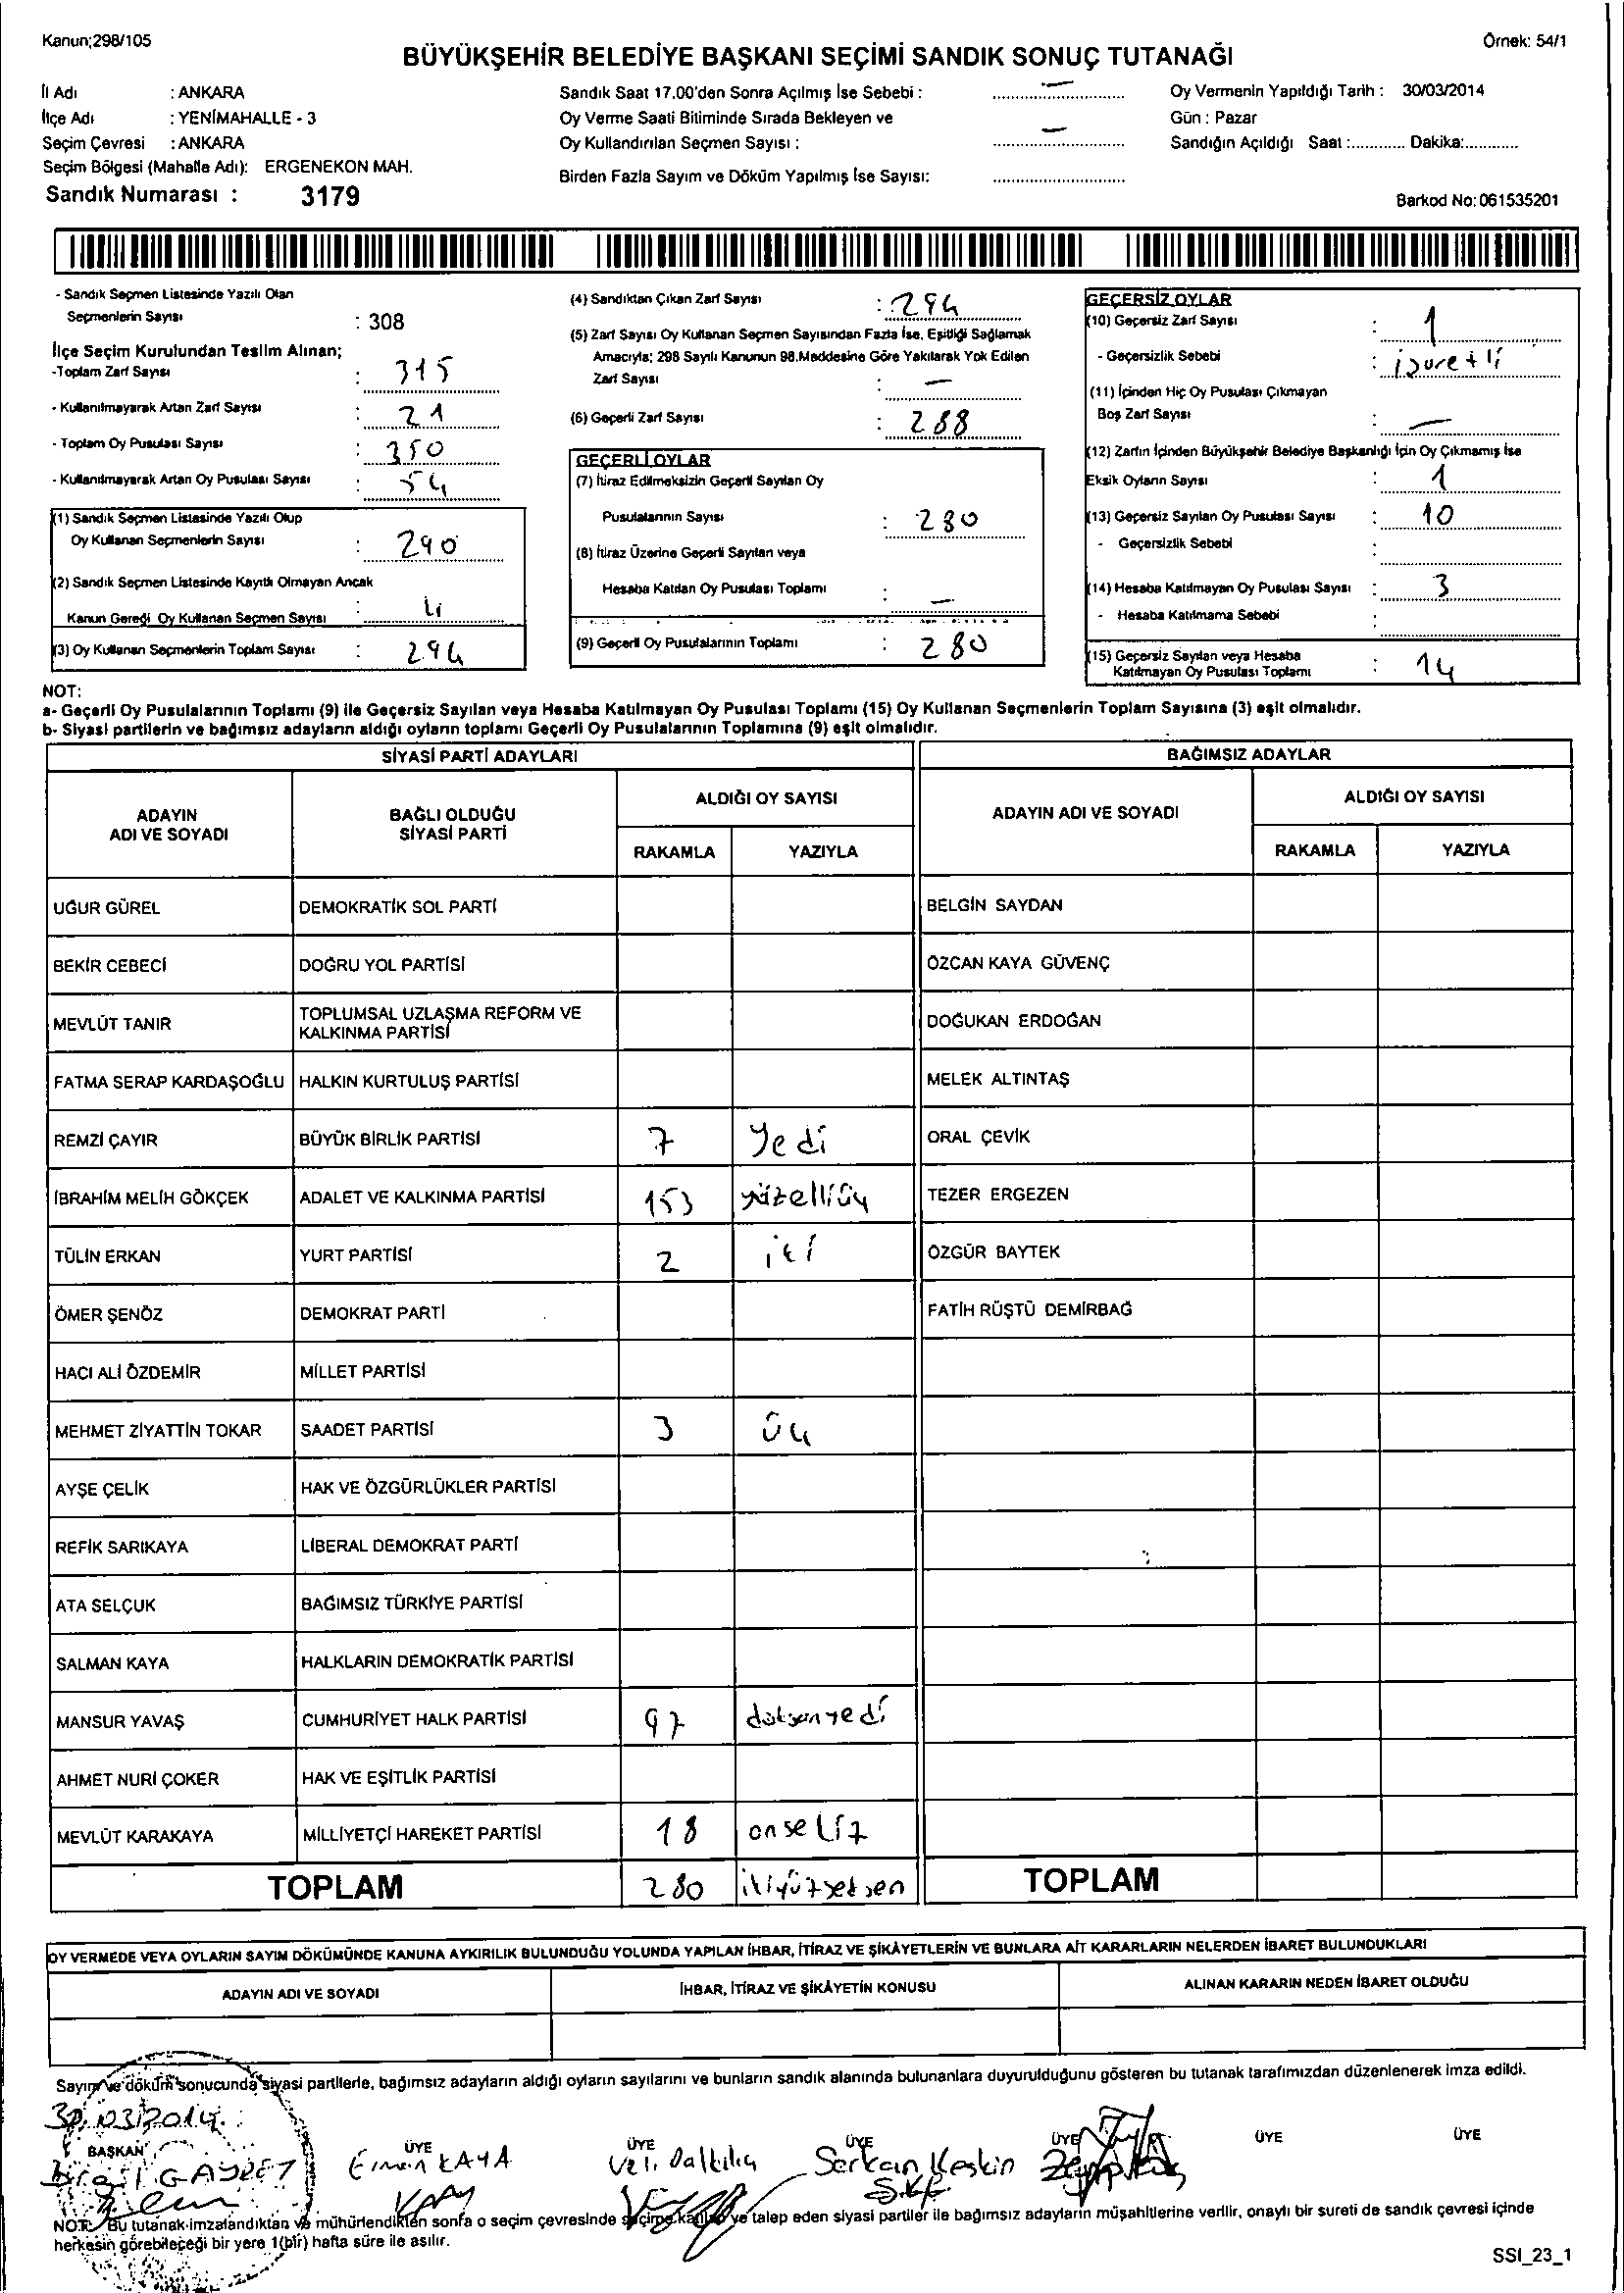 Kanun;298/105
Örnek: 54/1
BÜYÜKŞEHİR BELEDİYE BAŞKANI SEÇİMİ SANDIK SONUÇ TUTANAĞI
İl Adı : ANKARA
İlçe Adı : YENİMAHALLE - 3
Seçim Çevresi : ANKARA
Seçim Bölgesi (Mahalle Adı): ERGENEKON MAH.
Sandık Numarası : 3179
Sandık Saat 17.00'den Sonra Açılmış İse Sebebi : —
Oy Verme Saati Bitiminde Sırada Bekleyen ve
Oy Kullandırılan Seçmen Sayısı : —
Birden Fazla Sayım ve Döküm Yapılmış İse Sayısı: ............
Oy Vermenin Yapıldığı Tarih : 30/03/2014
Gün : Pazar
Sandığın Açıldığı Saat :............ Dakika:............
Barkod No:061535201
- Sandık Seçmen Listesinde Yazılı Olan
Seçmenlerin Sayısı : 308
İlçe Seçim Kurulundan Teslim Alınan;
-Toplam Zarf Sayısı : 315
- Kullanılmayarak Artan Zarf Sayısı : 21
- Toplam Oy Pusulası Sayısı : 350
- Kullanılmayarak Artan Oy Pusulası Sayısı : 54
(1) Sandık Seçmen Listesinde Yazılı Olup
Oy Kullanan Seçmenlerin Sayısı : 290
(2) Sandık Seçmen Listesinde Kayıtlı Olmayan Ancak
Kanun Gereği Oy Kullanan Seçmen Sayısı : 4
(3) Oy Kullanan Seçmenlerin Toplam Sayısı : 294
(4) Sandıktan Çıkan Zarf Sayısı : 294
(5) Zarf Sayısı Oy Kullanan Seçmen Sayısından Fazla İse, Eşitliği Sağlamak
Amacıyla; 298 Sayılı Kanunun 98.Maddesine Göre Yakılarak Yok Edilen
Zarf Sayısı : —
(6) Geçerli Zarf Sayısı : 288
GEÇERLİ OYLAR
(7) İtiraz Edilmeksizin Geçerli Sayılan Oy
Pusulalarının Sayısı : 280
(8) İtiraz Üzerine Geçerli Sayılan veya
Hesaba Katılan Oy Pusulası Toplamı : —
(9) Geçerli Oy Pusulalarının Toplamı : 280
GEÇERSİZ OYLAR
(10) Geçersiz Zarf Sayısı : 1
- Geçersizlik Sebebi : işaretli
(11) İçinden Hiç Oy Pusulası Çıkmayan
Boş Zarf Sayısı : —
(12) Zarfın İçinden Büyükşehir Belediye Başkanlığı İçin Oy Çıkmamış İse
Eksik Oyların Sayısı : 1
(13) Geçersiz Sayılan Oy Pusulası Sayısı : 10
- Geçersizlik Sebebi :
(14) Hesaba Katılmayan Oy Pusulası Sayısı : 3
- Hesaba Katılmama Sebebi :
(15) Geçersiz Sayılan veya Hesaba
Katılmayan Oy Pusulası Toplamı : 14
NOT:
a- Geçerli Oy Pusulalarının Toplamı (9) ile Geçersiz Sayılan veya Hesaba Katılmayan Oy Pusulası Toplamı (15) Oy Kullanan Seçmenlerin Toplam Sayısına (3) eşit olmalıdır.
b- Siyasi partilerin ve bağımsız adayların aldığı oyların toplamı Geçerli Oy Pusulalarının Toplamına (9) eşit olmalıdır.
SİYASİ PARTİ ADAYLARI
ADAYIN ADI VE SOYADI
BAĞLI OLDUĞU SİYASİ PARTİ
ALDIĞI OY SAYISI
RAKAMLA YAZIYLA
UĞUR GÜREL DEMOKRATİK SOL PARTİ
BEKİR CEBECİ DOĞRU YOL PARTİSİ
MEVLÜT TANIR TOPLUMSAL UZLAŞMA REFORM VE
KALKINMA PARTİSİ
FATMA SERAP KARDAŞOĞLU HALKIN KURTULUŞ PARTİSİ
REMZİ ÇAYIR BÜYÜK BİRLİK PARTİSİ 7 Yedi
İBRAHİM MELİH GÖKÇEK ADALET VE KALKINMA PARTİSİ 153 yüzelliüç
TÜLİN ERKAN YURT PARTİSİ 2 iki
ÖMER ŞENÖZ DEMOKRAT PARTİ
HACI ALİ ÖZDEMİR MİLLET PARTİSİ
MEHMET ZİYATTİN TOKAR SAADET PARTİSİ 3 üç
AYŞE ÇELİK HAK VE ÖZGÜRLÜKLER PARTİSİ
REFİK SARIKAYA LİBERAL DEMOKRAT PARTİ
ATA SELÇUK BAĞIMSIZ TÜRKİYE PARTİSİ
SALMAN KAYA HALKLARIN DEMOKRATİK PARTİSİ
MANSUR YAVAŞ CUMHURİYET HALK PARTİSİ 97 doksanyedi
AHMET NURİ ÇOKER HAK VE EŞİTLİK PARTİSİ
MEVLÜT KARAKAYA MİLLİYETÇİ HAREKET PARTİSİ 18 onsekiz
TOPLAM 280 ikiyüzseksen
BAĞIMSIZ ADAYLAR
ADAYIN ADI VE SOYADI
ALDIĞI OY SAYISI
RAKAMLA YAZIYLA
BELGİN SAYDAN
ÖZCAN KAYA GÜVENÇ
DOĞUKAN ERDOĞAN
MELEK ALTINTAŞ
ORAL ÇEVİK
TEZER ERGEZEN
ÖZGÜR BAYTEK
FATİH RÜŞTÜ DEMİRBAĞ
TOPLAM
OY VERMEDE VEYA OYLARIN SAYIM DÖKÜMÜNDE KANUNA AYKIRILIK BULUNDUĞU YOLUNDA YAPILAN İHBAR, İTİRAZ VE ŞİKÂYETLERİN VE BUNLARA AİT KARARLARIN NELERDEN İBARET BULUNDUKLARI
ADAYIN ADI VE SOYADI İHBAR, İTİRAZ VE ŞİKÂYETİN KONUSU ALINAN KARARIN NEDEN İBARET OLDUĞU
Sayım ve döküm sonucunda siyasi partilerle, bağımsız adayların aldığı oyların sayılarını ve bunların sandık alanında bulunanlara duyurulduğunu gösteren bu tutanak tarafımızdan düzenlenerek imza edildi.
30.03.2014
BAŞKAN ÜYE ÜYE ÜYE ÜYE ÜYE ÜYE
GAYRET KAYA Veli Dalkılıç Serkan Keskin
NOT: Bu tutanak imzalandıktan ve mühürlendikten sonra o seçim çevresinde seçime katılan ve talep eden siyasi partiler ile bağımsız adayların müşahitlerine verilir, onaylı bir sureti de sandık çevresi içinde
herkesin görebileceği bir yere 1(bir) hafta süre ile asılır.
SSI_23_1